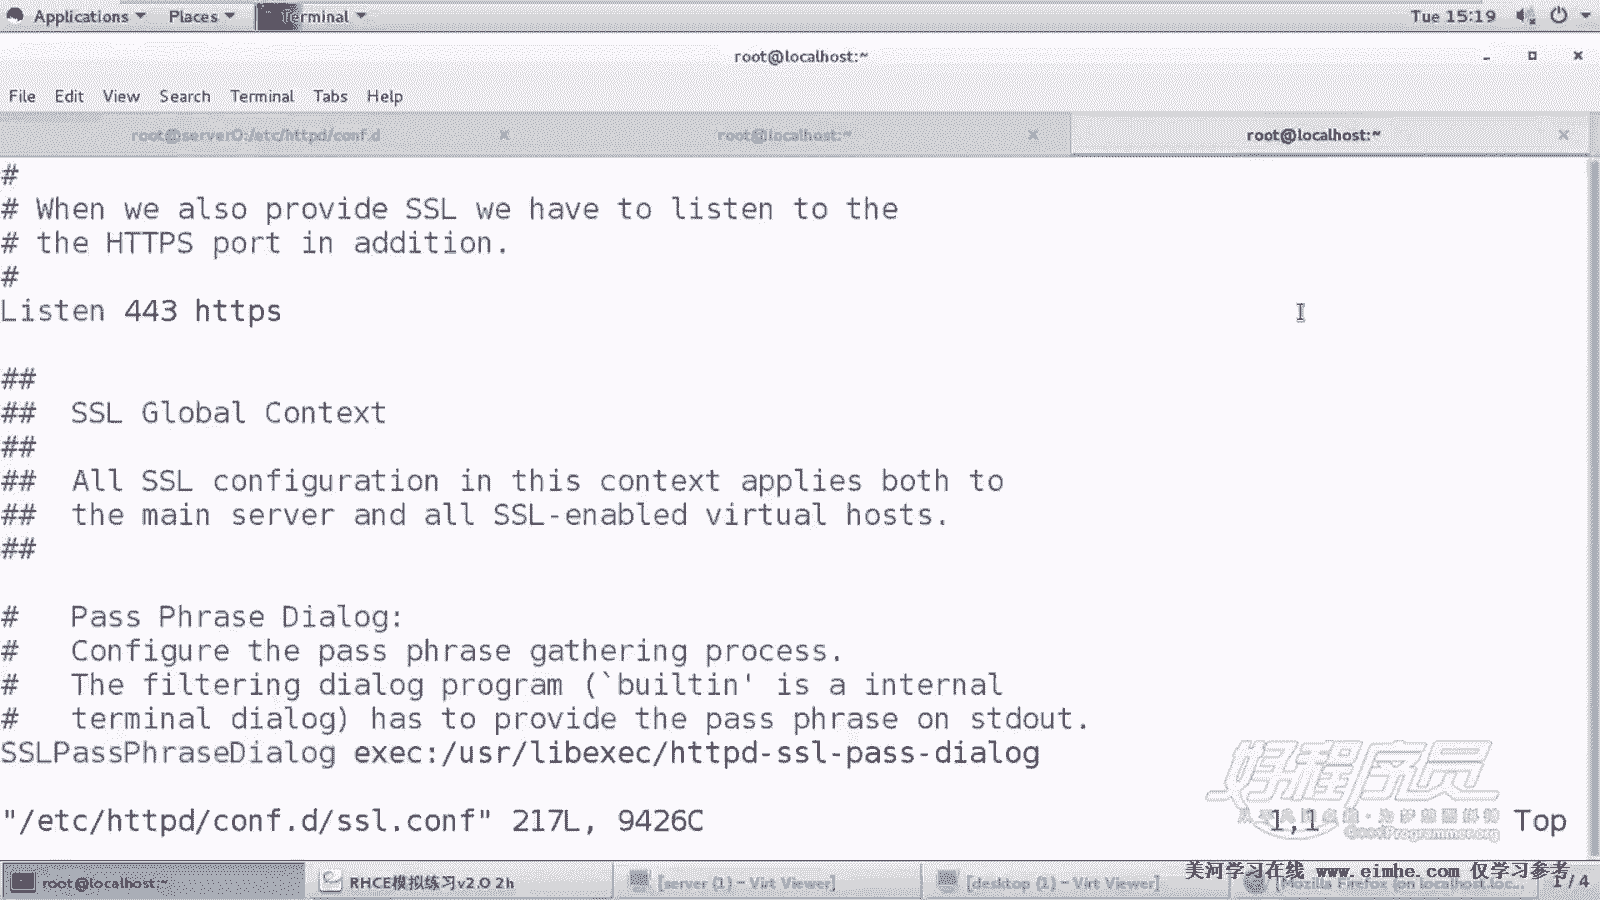 Applications Places Terminal Tue 15:19
root@localhost:~
File Edit View Search Terminal Tabs Help
root@server0:/etc/httpd/conf.d root@localhost:~ root@localhost:~
#
# When we also provide SSL we have to listen to the
# the HTTPS port in addition.
#
Listen 443 https
##
##  SSL Global Context
##
##  All SSL configuration in this context applies both to
##  the main server and all SSL-enabled virtual hosts.
##
#   Pass Phrase Dialog:
#   Configure the pass phrase gathering process.
#   The filtering dialog program (`builtin' is a internal
#   terminal dialog) has to provide the pass phrase on stdout.
SSLPassPhraseDialog exec:/usr/libexec/httpd-ssl-pass-dialog
好程序员
"/etc/httpd/conf.d/ssl.conf" 217L, 9426C 1,1 Top
GoodProgrammer.org
美河学习在线 www.eimhe.com 仅学习参考
root@localhost:~ RHCE模拟练习v2.0 2h [server (1) - Virt Viewer] [desktop (1) - Virt Viewer] [Mozilla Firefox (on localhost.loc... 1 / 4